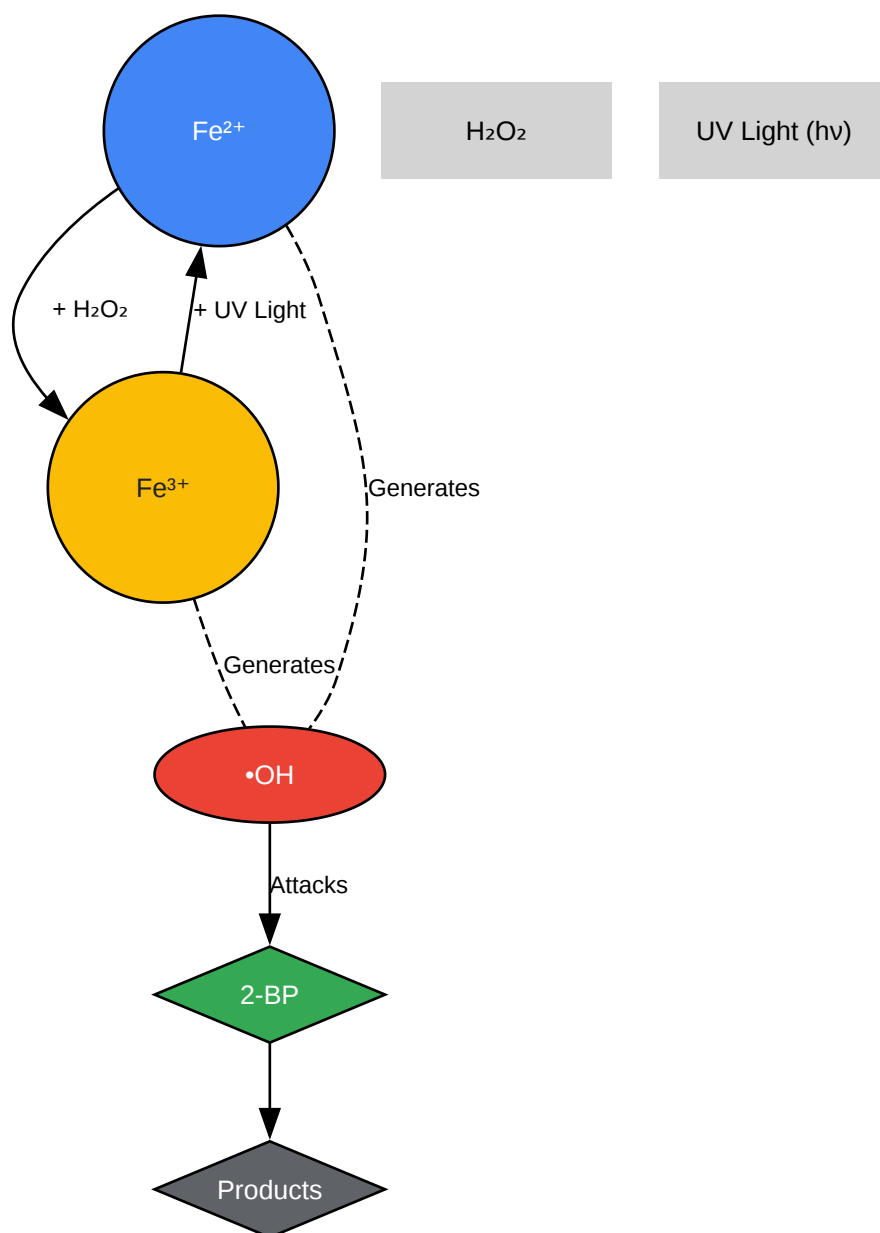 Fe²⁺
H₂O₂
UV Light (hν)
+ H₂O₂
+ UV Light
Fe³⁺
Generates
Generates
•OH
Attacks
2-BP
Products